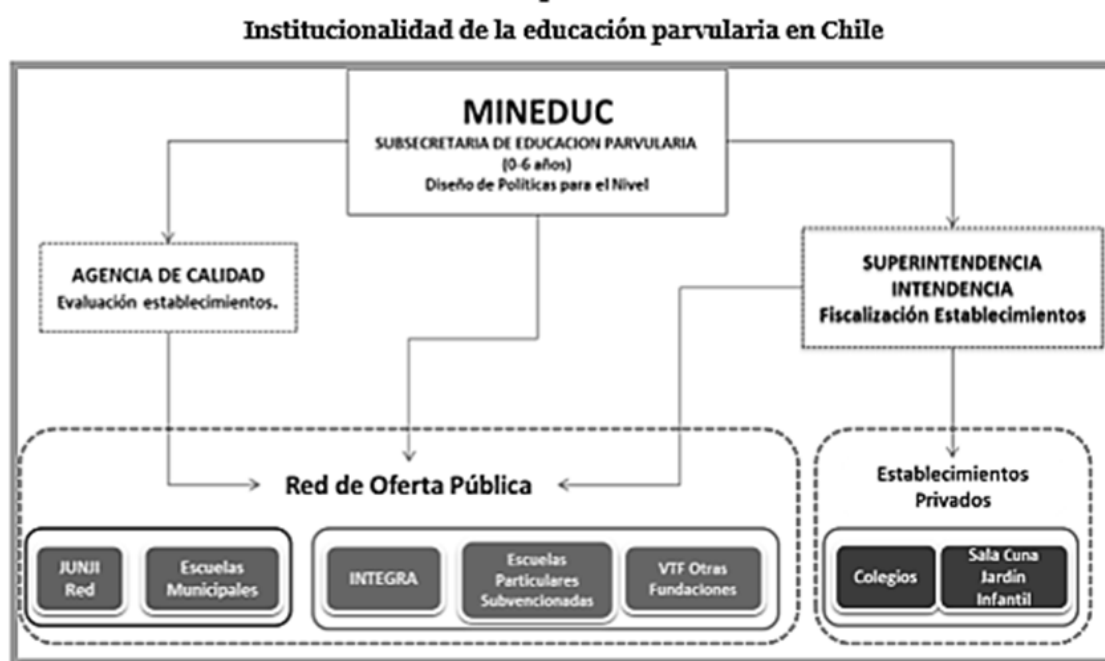 Institucionalidad de la educación parvularia en Chile
MINEDUC
SUBSECRETARIA DE EDUCACION PARVULARIA
(0-6 años)
Diseño de Políticas para el Nivel
AGENCIA DE CALIDAD
Evaluación establecimientos.
SUPERINTENDENCIA
INTENDENCIA
Fiscalización Establecimientos
Red de Oferta Pública
JUNJI
Red
Escuelas
Municipales
INTEGRA
Escuelas
Particulares
Subvencionadas
VTF Otras
Fundaciones
Establecimientos
Privados
Colegios
Sala Cuna
Jardín
Infantil